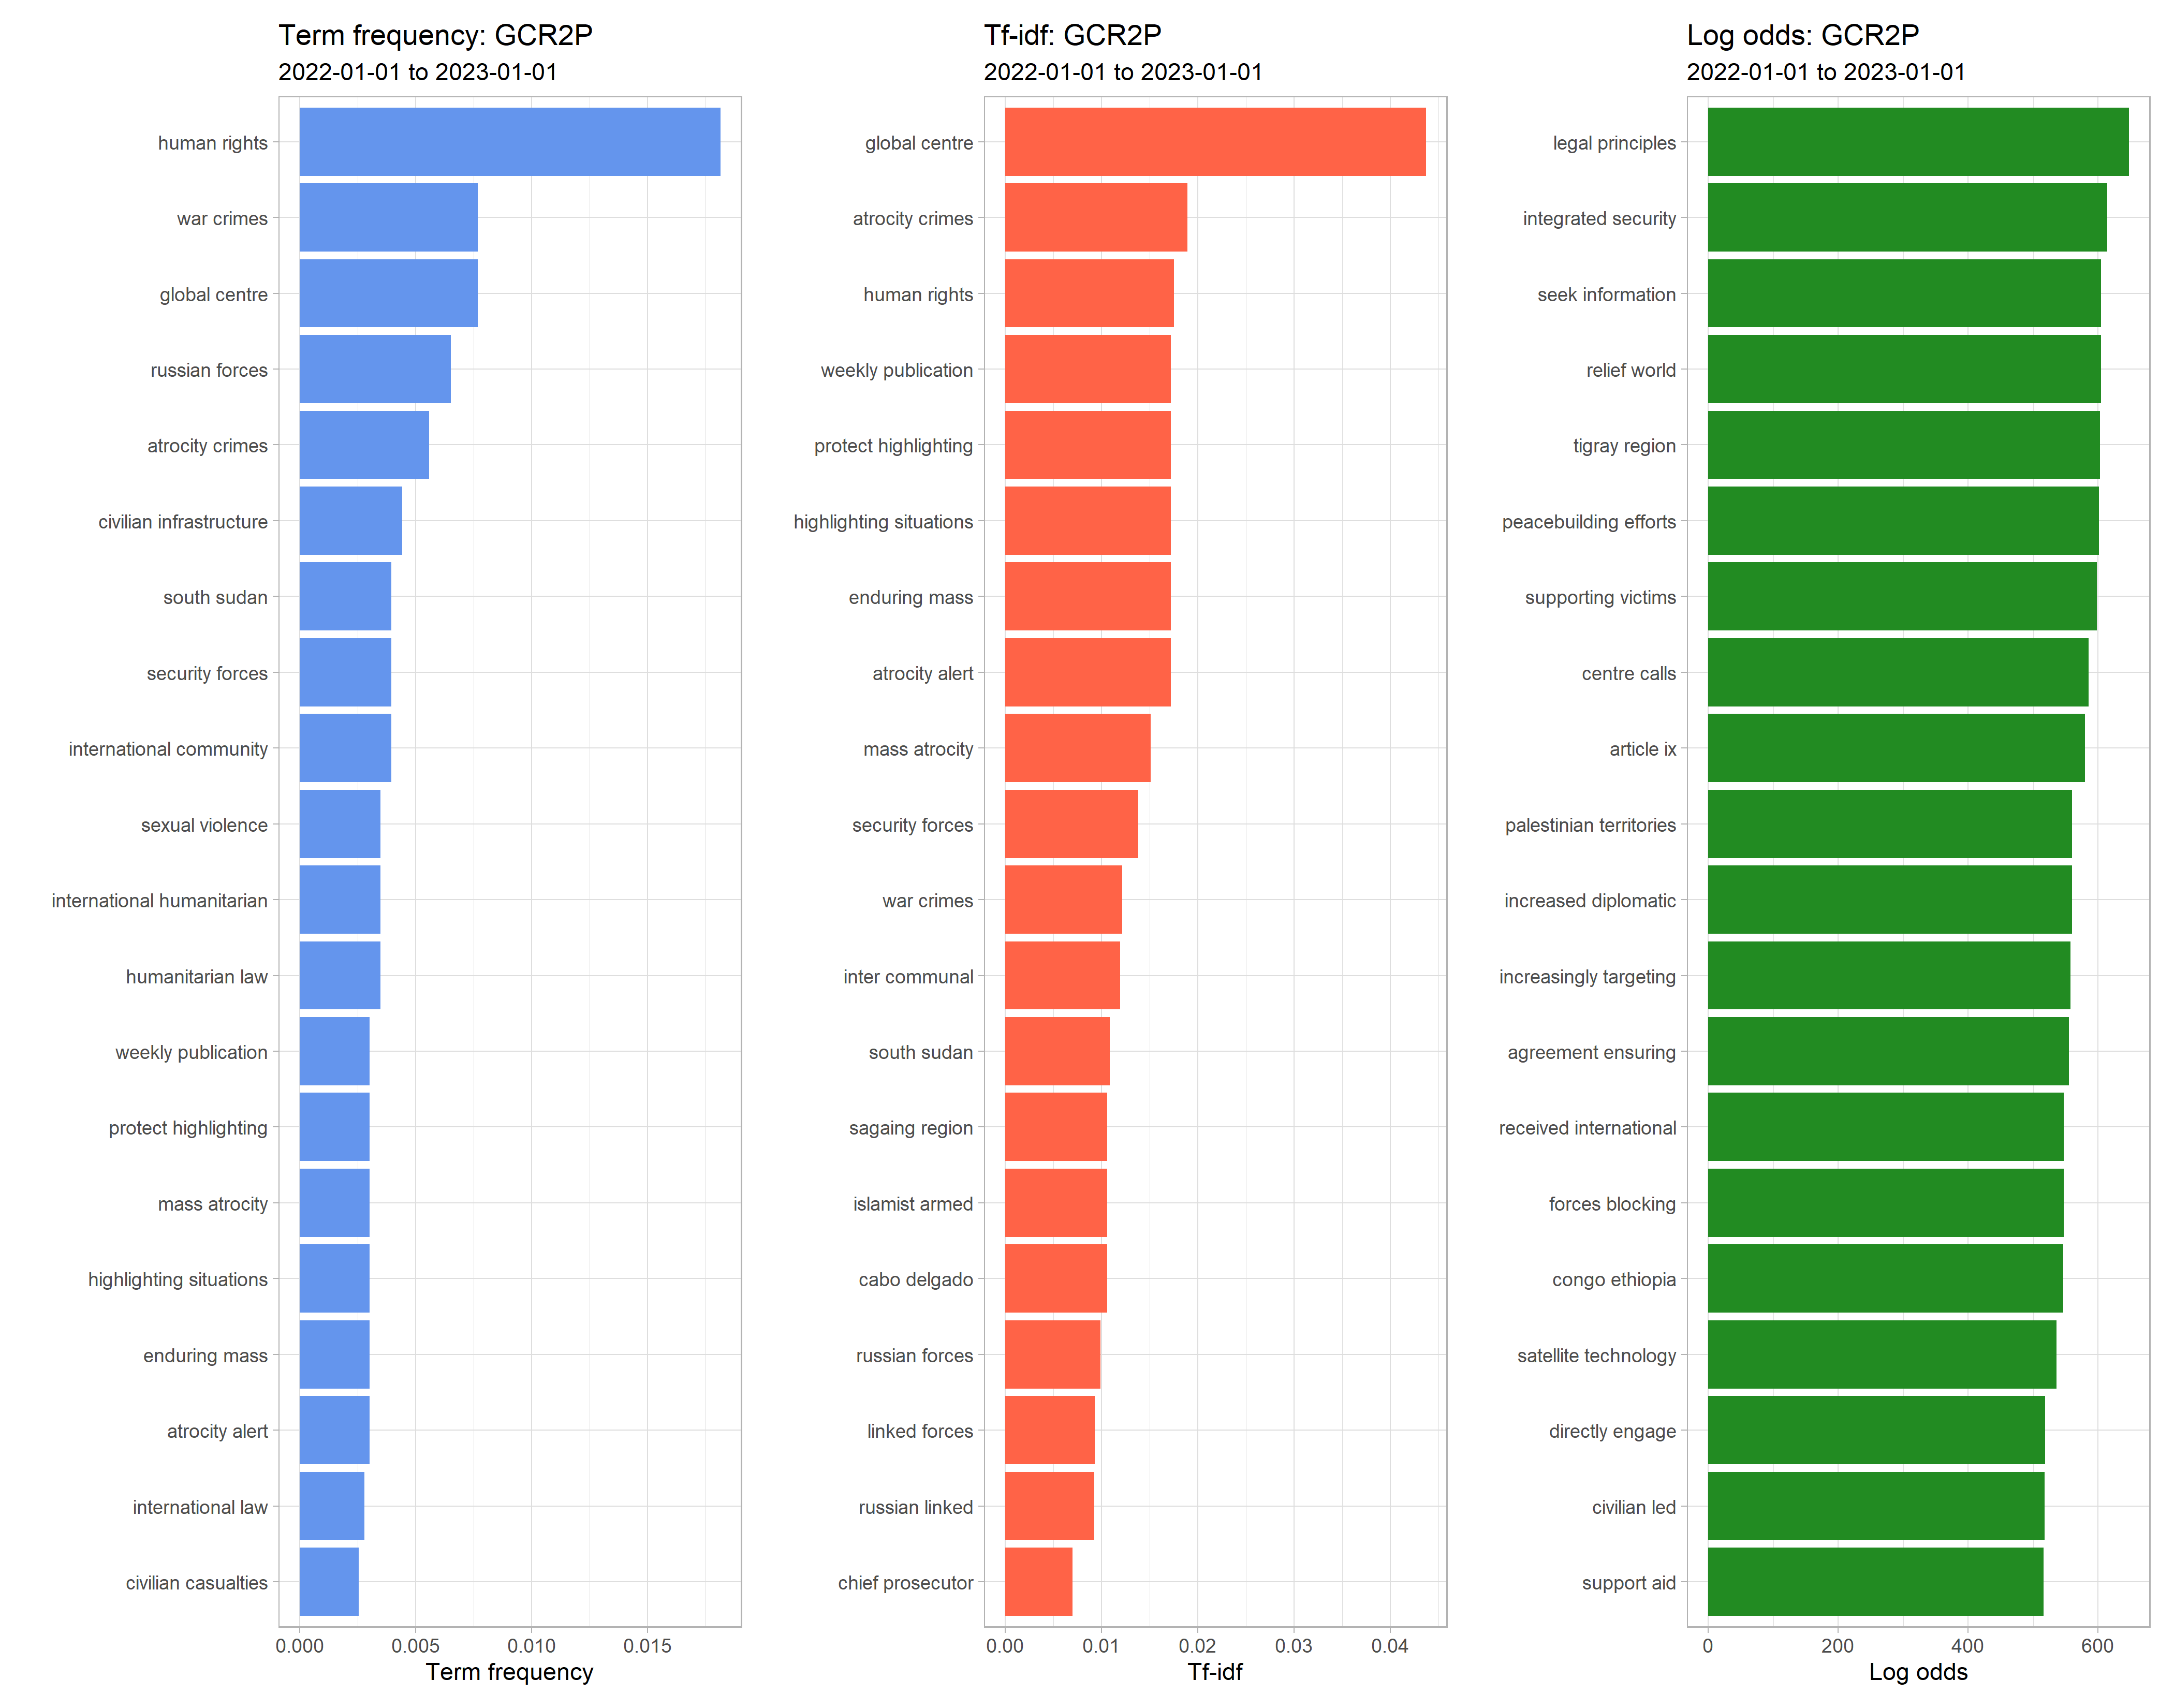 Term frequency: GCR2P
2022-01-01 to 2023-01-01
human rights
war crimes
global centre
russian forces
atrocity crimes
civilian infrastructure
south sudan
security forces
international community
sexual violence
international humanitarian
humanitarian law
weekly publication
protect highlighting
mass atrocity
highlighting situations
enduring mass
atrocity alert
international law
civilian casualties
0.000 0.005 0.010 0.015
Term frequency
Tf-idf: GCR2P
2022-01-01 to 2023-01-01
global centre
atrocity crimes
human rights
weekly publication
protect highlighting
highlighting situations
enduring mass
atrocity alert
mass atrocity
security forces
war crimes
inter communal
south sudan
sagaing region
islamist armed
cabo delgado
russian forces
linked forces
russian linked
chief prosecutor
0.00 0.01 0.02 0.03 0.04
Tf-idf
Log odds: GCR2P
2022-01-01 to 2023-01-01
legal principles
integrated security
seek information
relief world
tigray region
peacebuilding efforts
supporting victims
centre calls
article ix
palestinian territories
increased diplomatic
increasingly targeting
agreement ensuring
received international
forces blocking
congo ethiopia
satellite technology
directly engage
civilian led
support aid
0 200 400 600
Log odds